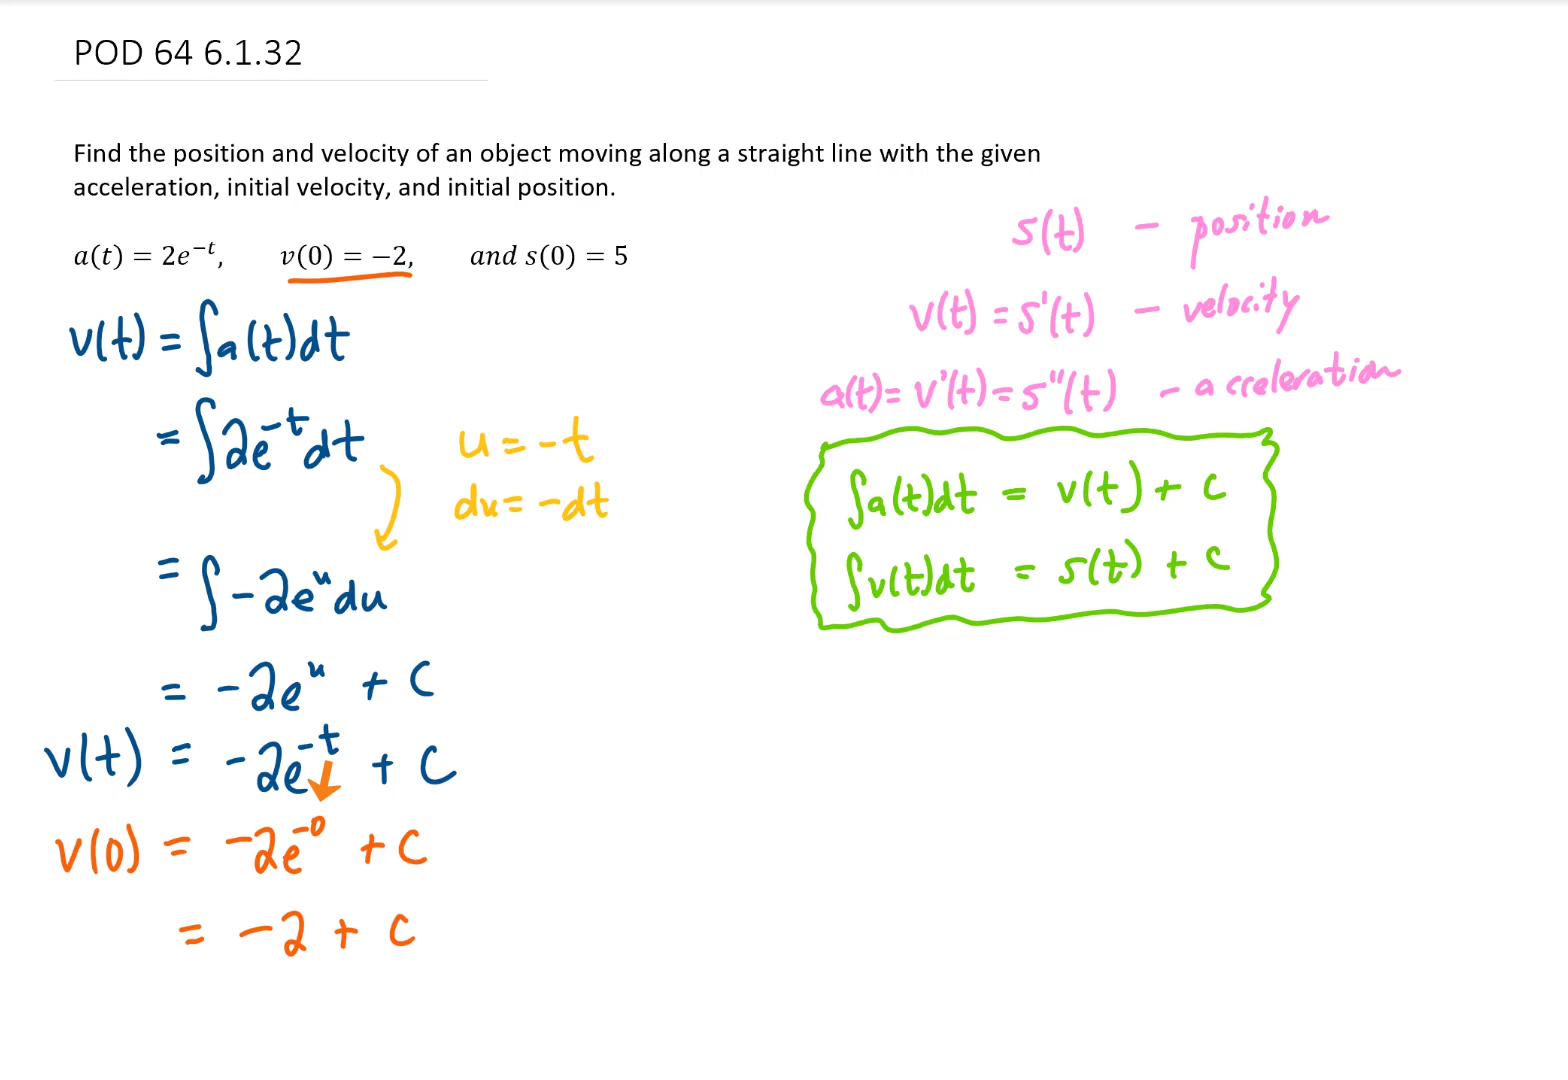 POD 64 6.1.32
Find the position and velocity of an object moving along a straight line with the given
acceleration, initial velocity, and initial position.
a(t) = 2e^{−t}, v(0) = −2, and s(0) = 5
s(t) - position
v(t) = s'(t) - velocity
a(t) = v'(t) = s''(t) - acceleration
∫a(t)dt = v(t) + c
∫v(t)dt = s(t) + c
v(t) = ∫a(t)dt
= ∫2e^{-t}dt
u = -t
du = -dt
= ∫-2e^u du
= -2e^u + C
v(t) = -2e^{-t} + C
v(0) = -2e^{-0} + C
= -2 + C